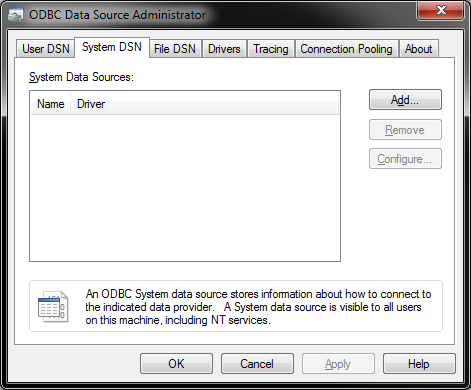 ODBC Data Source Administrator
User DSN System DSN File DSN Drivers Tracing Connection Pooling About
System Data Sources:
Name Driver
Add...
Remove
Configure...
An ODBC System data source stores information about how to connect to
the indicated data provider. A System data source is visible to all users
on this machine, including NT services.
OK Cancel Apply Help